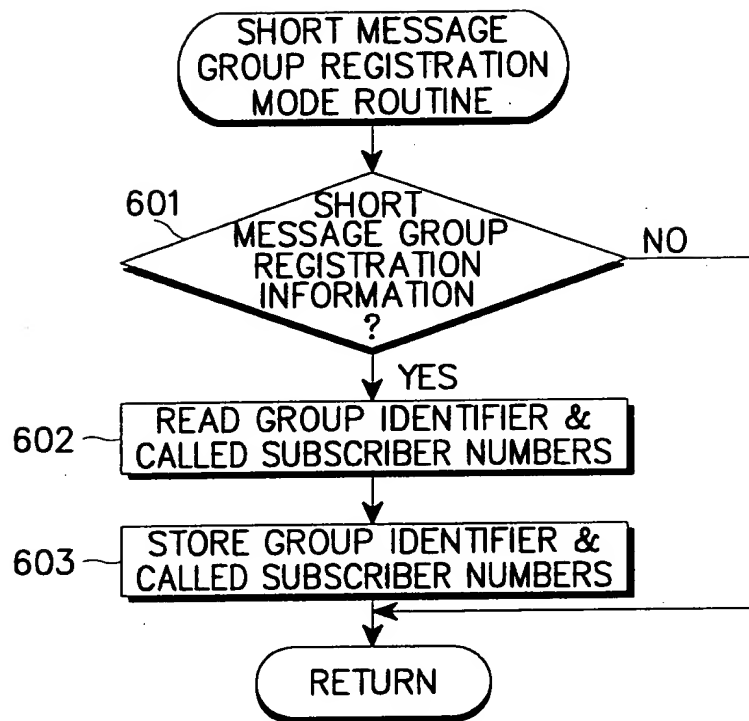 SHORT MESSAGE
GROUP REGISTRATION
MODE ROUTINE
601
SHORT
MESSAGE GROUP
REGISTRATION
INFORMATION
?
NO
YES
602
READ GROUP IDENTIFIER &
CALLED SUBSCRIBER NUMBERS
603
STORE GROUP IDENTIFIER &
CALLED SUBSCRIBER NUMBERS
RETURN